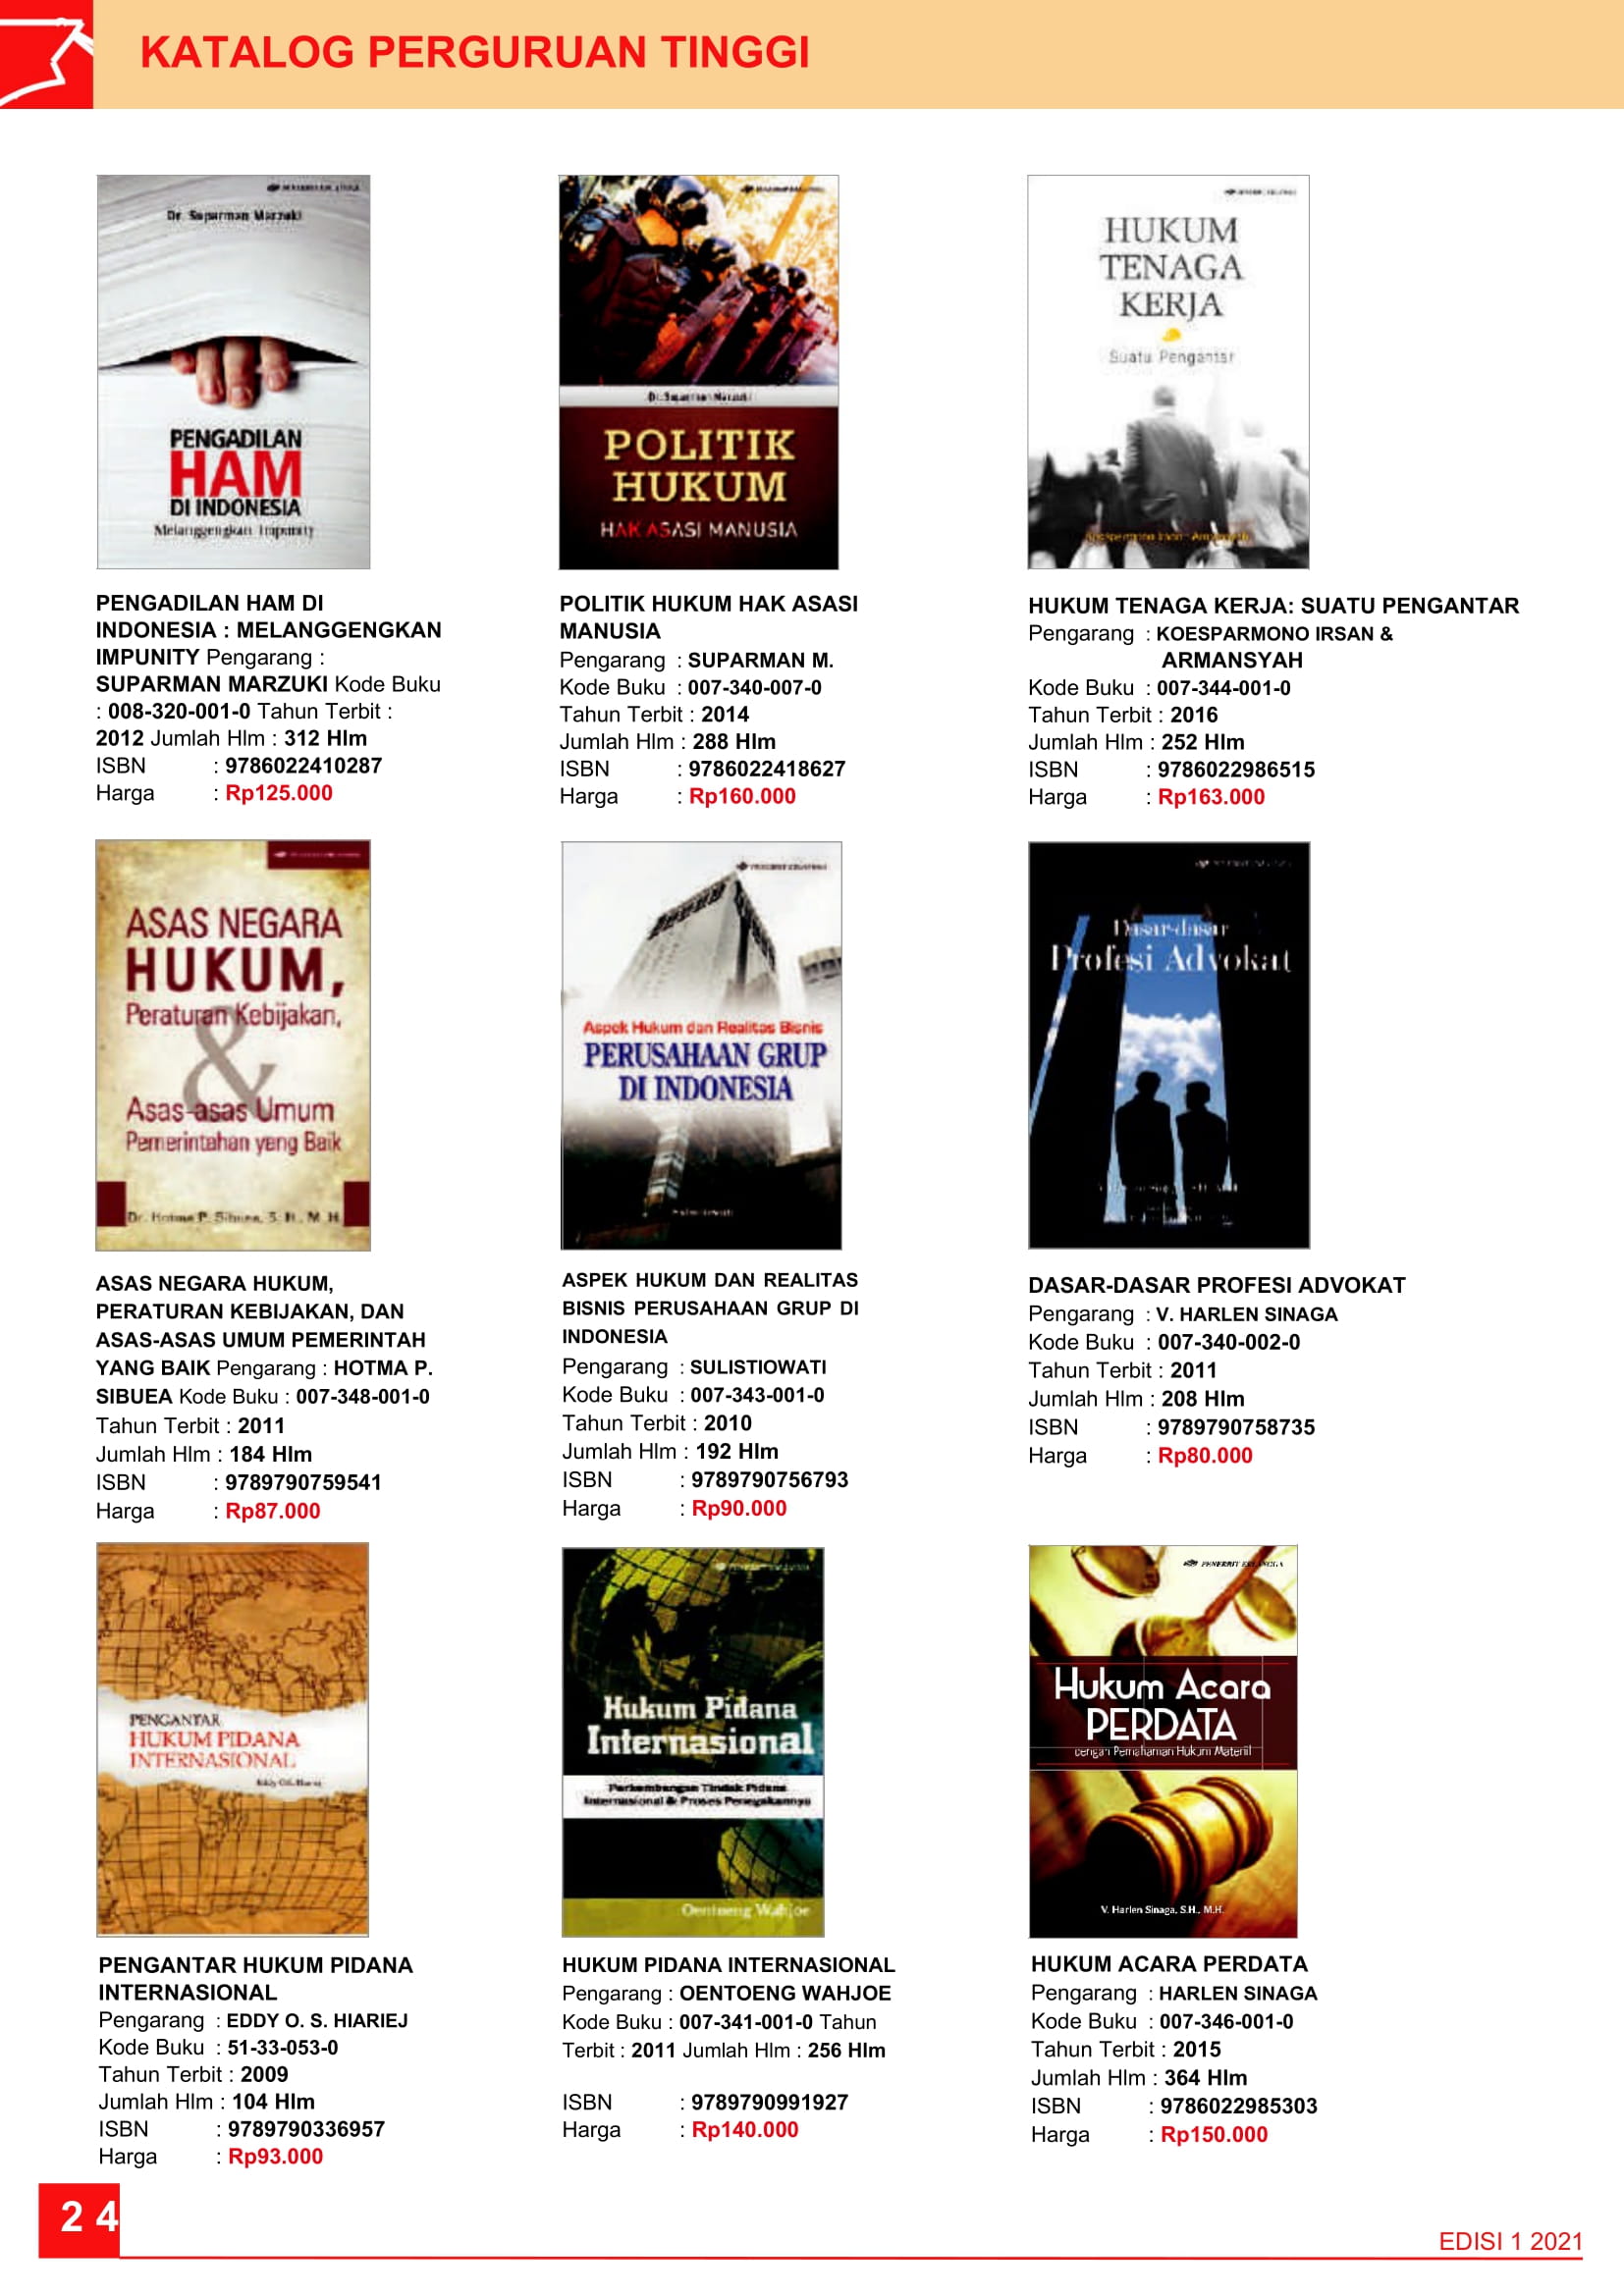 KATALOG PERGURUAN TINGGI
Dr. Suparman Marzuki
PENGADILAN
HAM
DI INDONESIA
Melanggengkan Impunity
Dr. Suparman Marzuki
POLITIK
HUKUM
HAK ASASI MANUSIA
HUKUM
TENAGA
KERJA
Suatu Pengantar
PENGADILAN HAM DI
INDONESIA : MELANGGENGKAN
IMPUNITY Pengarang :
SUPARMAN MARZUKI Kode Buku
: 008-320-001-0 Tahun Terbit :
2012 Jumlah Hlm : 312 Hlm
ISBN : 9786022410287
Harga : Rp125.000
POLITIK HUKUM HAK ASASI
MANUSIA
Pengarang : SUPARMAN M.
Kode Buku : 007-340-007-0
Tahun Terbit : 2014
Jumlah Hlm : 288 Hlm
ISBN : 9786022418627
Harga : Rp160.000
HUKUM TENAGA KERJA: SUATU PENGANTAR
Pengarang : KOESPARMONO IRSAN &
ARMANSYAH
Kode Buku : 007-344-001-0
Tahun Terbit : 2016
Jumlah Hlm : 252 Hlm
ISBN : 9786022986515
Harga : Rp163.000
ASAS NEGARA
HUKUM,
Peraturan Kebijakan,
&
Asas-asas Umum
Pemerintahan yang Baik
Dr. Hotma P. Sibuea, S.H., M.H
Aspek Hukum dan Realitas Bisnis
PERUSAHAAN GRUP
DI INDONESIA
Dasar-dasar
Profesi Advokat
ASAS NEGARA HUKUM,
PERATURAN KEBIJAKAN, DAN
ASAS-ASAS UMUM PEMERINTAH
YANG BAIK Pengarang : HOTMA P.
SIBUEA Kode Buku : 007-348-001-0
Tahun Terbit : 2011
Jumlah Hlm : 184 Hlm
ISBN : 9789790759541
Harga : Rp87.000
ASPEK HUKUM DAN REALITAS
BISNIS PERUSAHAAN GRUP DI
INDONESIA
Pengarang : SULISTIOWATI
Kode Buku : 007-343-001-0
Tahun Terbit : 2010
Jumlah Hlm : 192 Hlm
ISBN : 9789790756793
Harga : Rp90.000
DASAR-DASAR PROFESI ADVOKAT
Pengarang : V. HARLEN SINAGA
Kode Buku : 007-340-002-0
Tahun Terbit : 2011
Jumlah Hlm : 208 Hlm
ISBN : 9789790758735
Harga : Rp80.000
PENGANTAR
HUKUM PIDANA
INTERNASIONAL
Eddy O.S. Hiariej
Hukum Pidana
Internasional
Perkembangan Tindak Pidana
Internasional & Proses Penegakannya
Oentoeng Wahjoe
PENERBIT ERLANGGA
Hukum Acara
PERDATA
dengan Pemahaman Hukum Materiil
V. Harlen Sinaga, S.H., M.H.
PENGANTAR HUKUM PIDANA
INTERNASIONAL
Pengarang : EDDY O. S. HIARIEJ
Kode Buku : 51-33-053-0
Tahun Terbit : 2009
Jumlah Hlm : 104 Hlm
ISBN : 9789790336957
Harga : Rp93.000
HUKUM PIDANA INTERNASIONAL
Pengarang : OENTOENG WAHJOE
Kode Buku : 007-341-001-0 Tahun
Terbit : 2011 Jumlah Hlm : 256 Hlm
ISBN : 9789790991927
Harga : Rp140.000
HUKUM ACARA PERDATA
Pengarang : HARLEN SINAGA
Kode Buku : 007-346-001-0
Tahun Terbit : 2015
Jumlah Hlm : 364 Hlm
ISBN : 9786022985303
Harga : Rp150.000
2 4
EDISI 1 2021